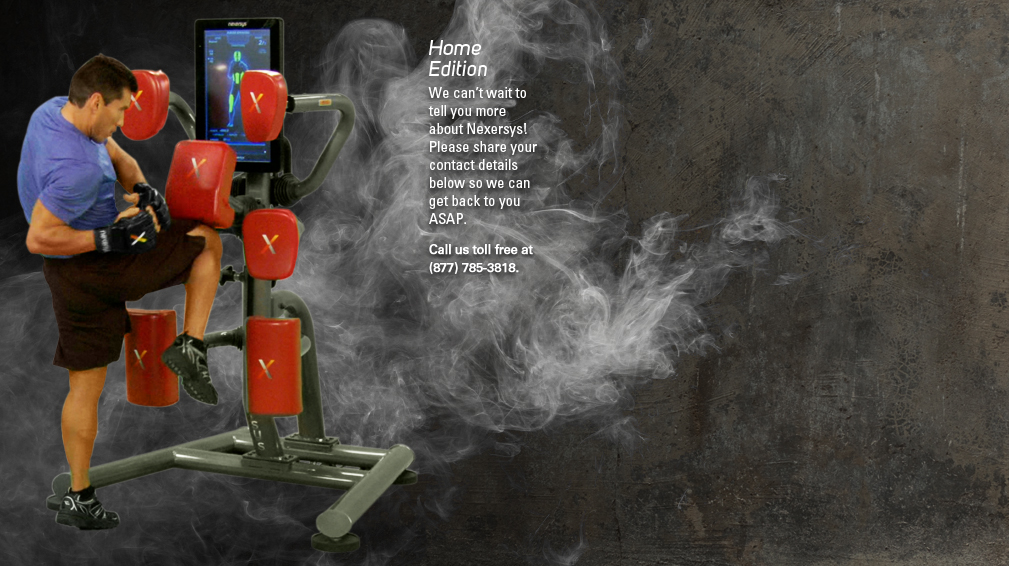 nexersys
Home
Edition
We can't wait to
tell you more
about Nexersys!
Please share your
contact details
below so we can
get back to you
ASAP.
Call us toll free at
(877) 785-3818.